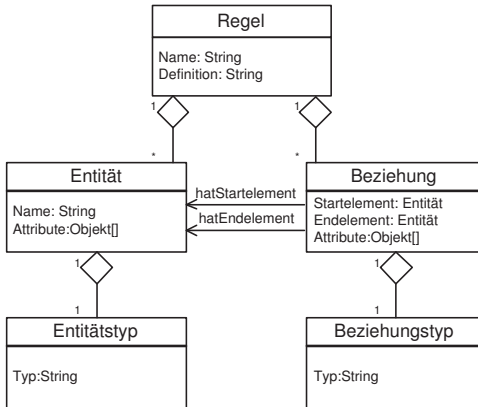 Regel
Name: String
Definition: String
1
1
*
*
Entität
Name: String
Attribute:Objekt[]
hatStartelement
hatEndelement
Beziehung
Startelement: Entität
Endelement: Entität
Attribute:Objekt[]
1
1
1
1
Entitätstyp
Typ:String
Beziehungstyp
Typ:String